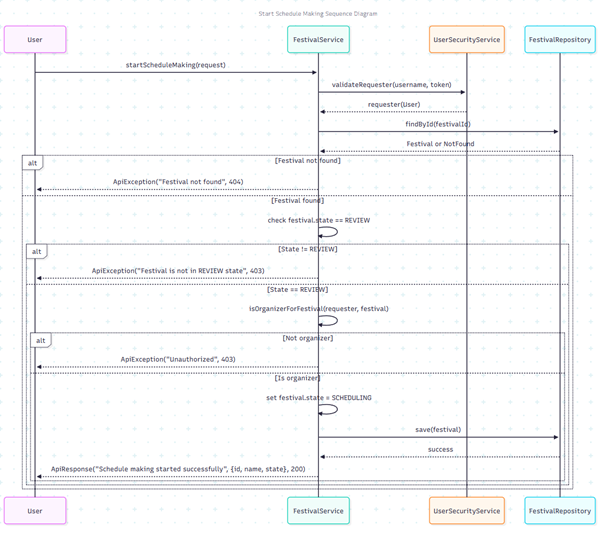 Start Schedule Making Sequence Diagram
User
FestivalService
UserSecurityService
FestivalRepository
startScheduleMaking(request)
validateRequester(username, token)
requester(User)
findById(festivalId)
Festival or NotFound
alt
[Festival not found]
ApiException("Festival not found", 404)
[Festival found]
check festival.state == REVIEW
alt
[State != REVIEW]
ApiException("Festival is not in REVIEW state", 403)
[State == REVIEW]
isOrganizerForFestival(requester, festival)
alt
[Not organizer]
ApiException("Unauthorized", 403)
[Is organizer]
set festival.state = SCHEDULING
save(festival)
success
ApiResponse("Schedule making started successfully", {id, name, state}, 200)
User
FestivalService
UserSecurityService
FestivalRepository